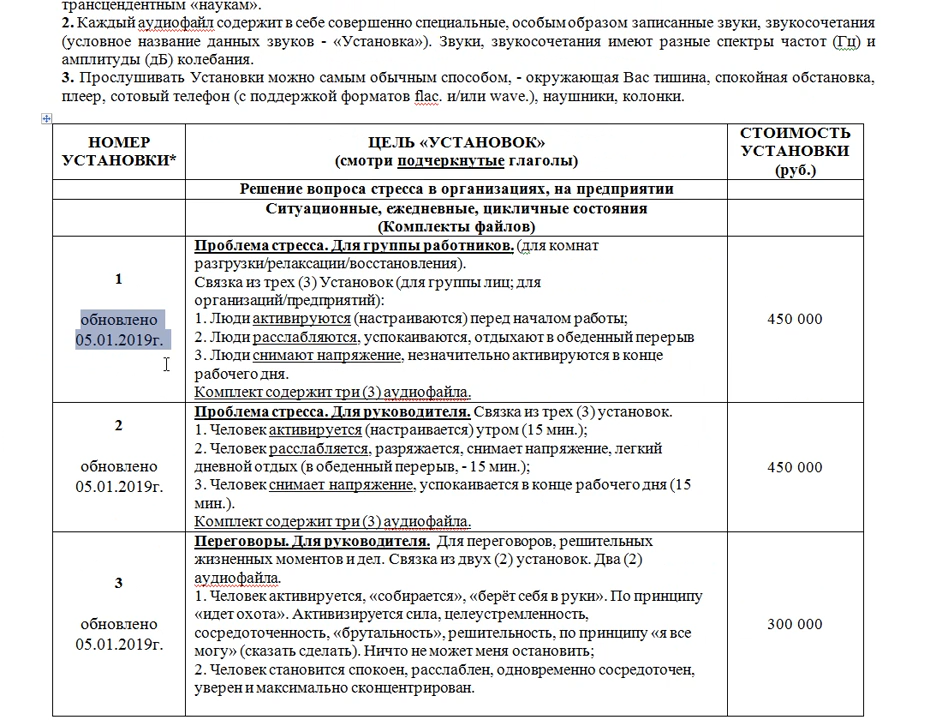 трансцендентным «наукам».
2. Каждый аудиофайл содержит в себе совершенно специальные, особым образом записанные звуки, звукосочетания
(условное название данных звуков - «Установка»). Звуки, звукосочетания имеют разные спектры частот (Гц) и
амплитуды (дБ) колебания.
3. Прослушивать Установки можно самым обычным способом, - окружающая Вас тишина, спокойная обстановка,
плеер, сотовый телефон (с поддержкой форматов flac. и/или wave.), наушники, колонки.
НОМЕР
УСТАНОВКИ*
ЦЕЛЬ «УСТАНОВОК»
(смотри подчеркнутые глаголы)
СТОИМОСТЬ
УСТАНОВКИ
(руб.)
Решение вопроса стресса в организациях, на предприятии
Ситуационные, ежедневные, цикличные состояния
(Комплекты файлов)
1
обновлено
05.01.2019г.
Проблема стресса. Для группы работников. (для комнат
разгрузки/релаксации/восстановления).
Связка из трех (3) Установок (для группы лиц; для
организаций/предприятий):
1. Люди активируются (настраиваются) перед началом работы;
2. Люди расслабляются, успокаиваются, отдыхают в обеденный перерыв
3. Люди снимают напряжение, незначительно активируются в конце
рабочего дня.
Комплект содержит три (3) аудиофайла.
450 000
2
обновлено
05.01.2019г.
Проблема стресса. Для руководителя. Связка из трех (3) установок.
1. Человек активируется (настраивается) утром (15 мин.);
2. Человек расслабляется, разряжается, снимает напряжение, легкий
дневной отдых (в обеденный перерыв, - 15 мин.);
3. Человек снимает напряжение, успокаивается в конце рабочего дня (15
мин.).
Комплект содержит три (3) аудиофайла.
450 000
3
обновлено
05.01.2019г.
Переговоры. Для руководителя. Для переговоров, решительных
жизненных моментов и дел. Связка из двух (2) установок. Два (2)
аудиофайла.
1. Человек активируется, «собирается», «берёт себя в руки». По принципу
«идет охота». Активизируется сила, целеустремленность,
сосредоточенность, «брутальность», решительность, по принципу «я все
могу» (сказать сделать). Ничто не может меня остановить;
2. Человек становится спокоен, расслаблен, одновременно сосредоточен,
уверен и максимально сконцентрирован.
300 000